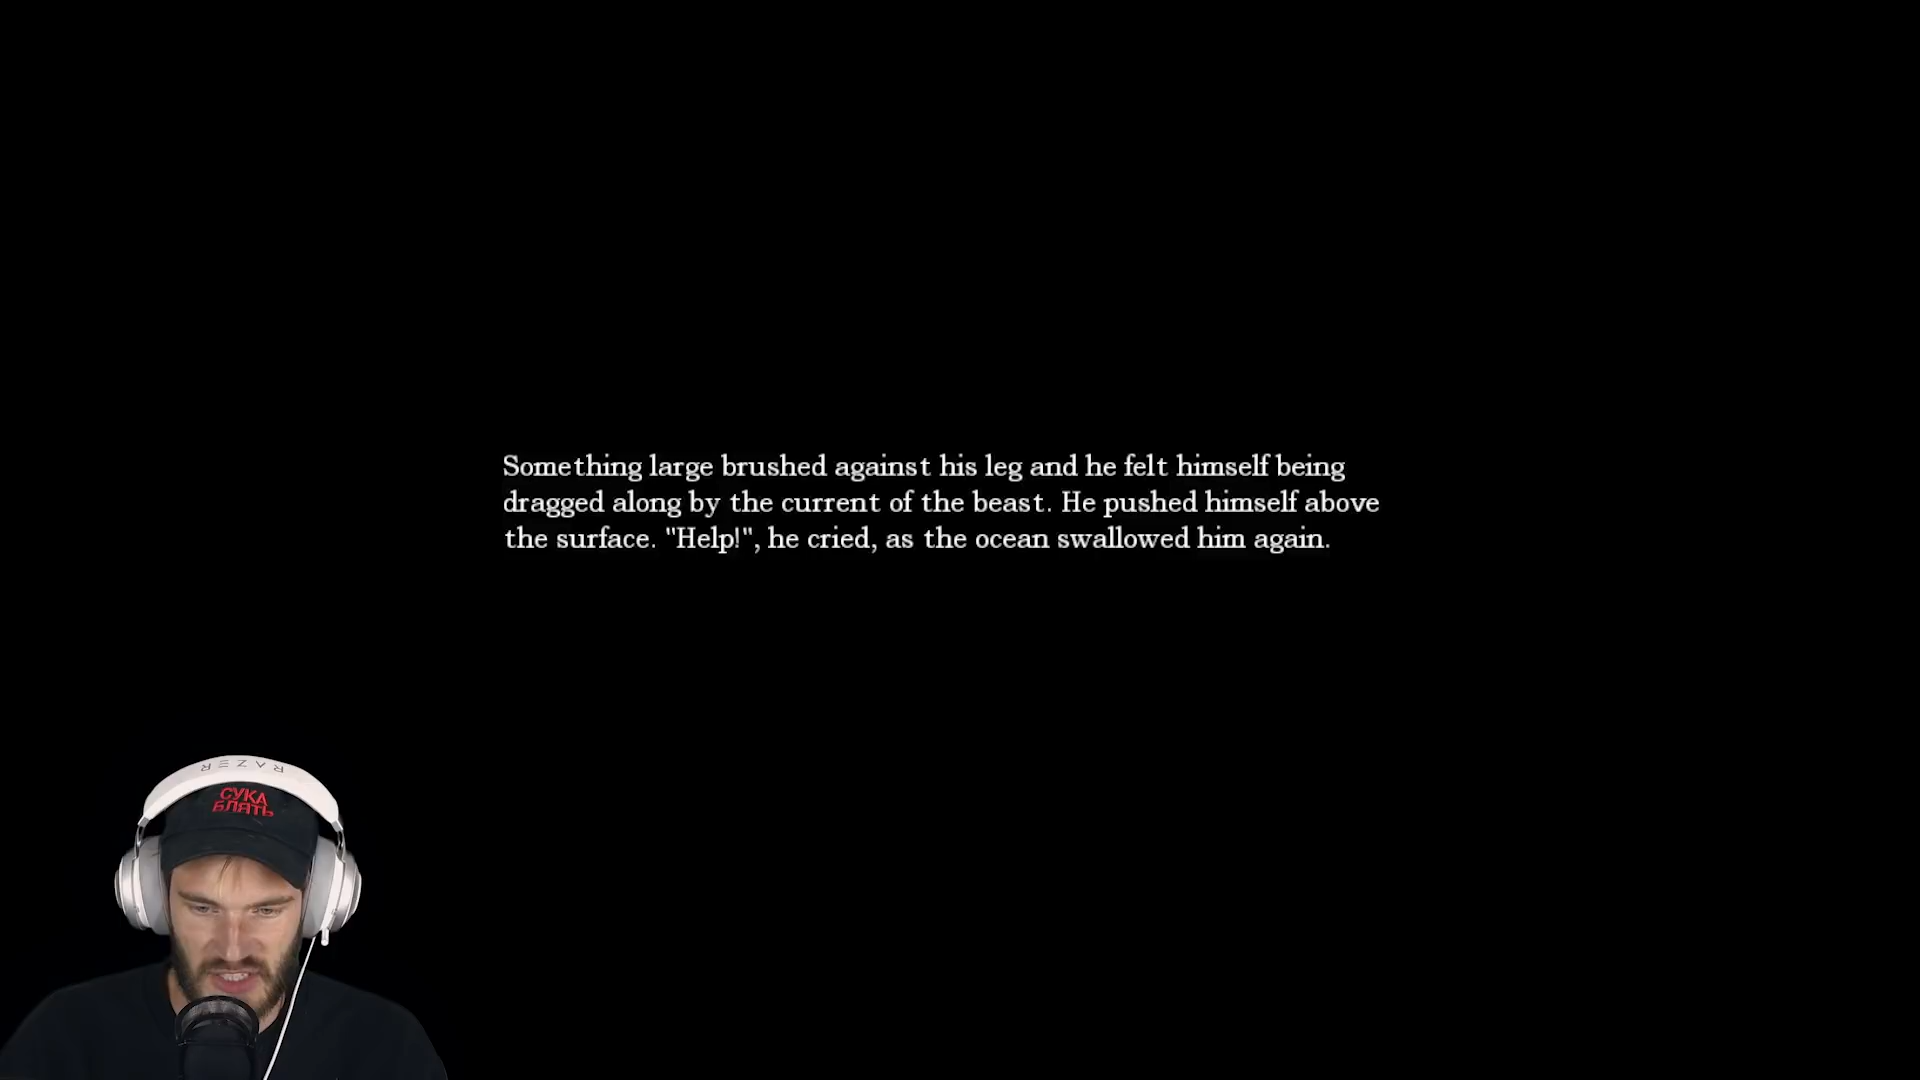 Something large brushed against his leg and he felt himself being
dragged along by the current of the beast. He pushed himself above
the surface. "Help!", he cried, as the ocean swallowed him again.
RAZER
СУКА
БЛЯТЬ